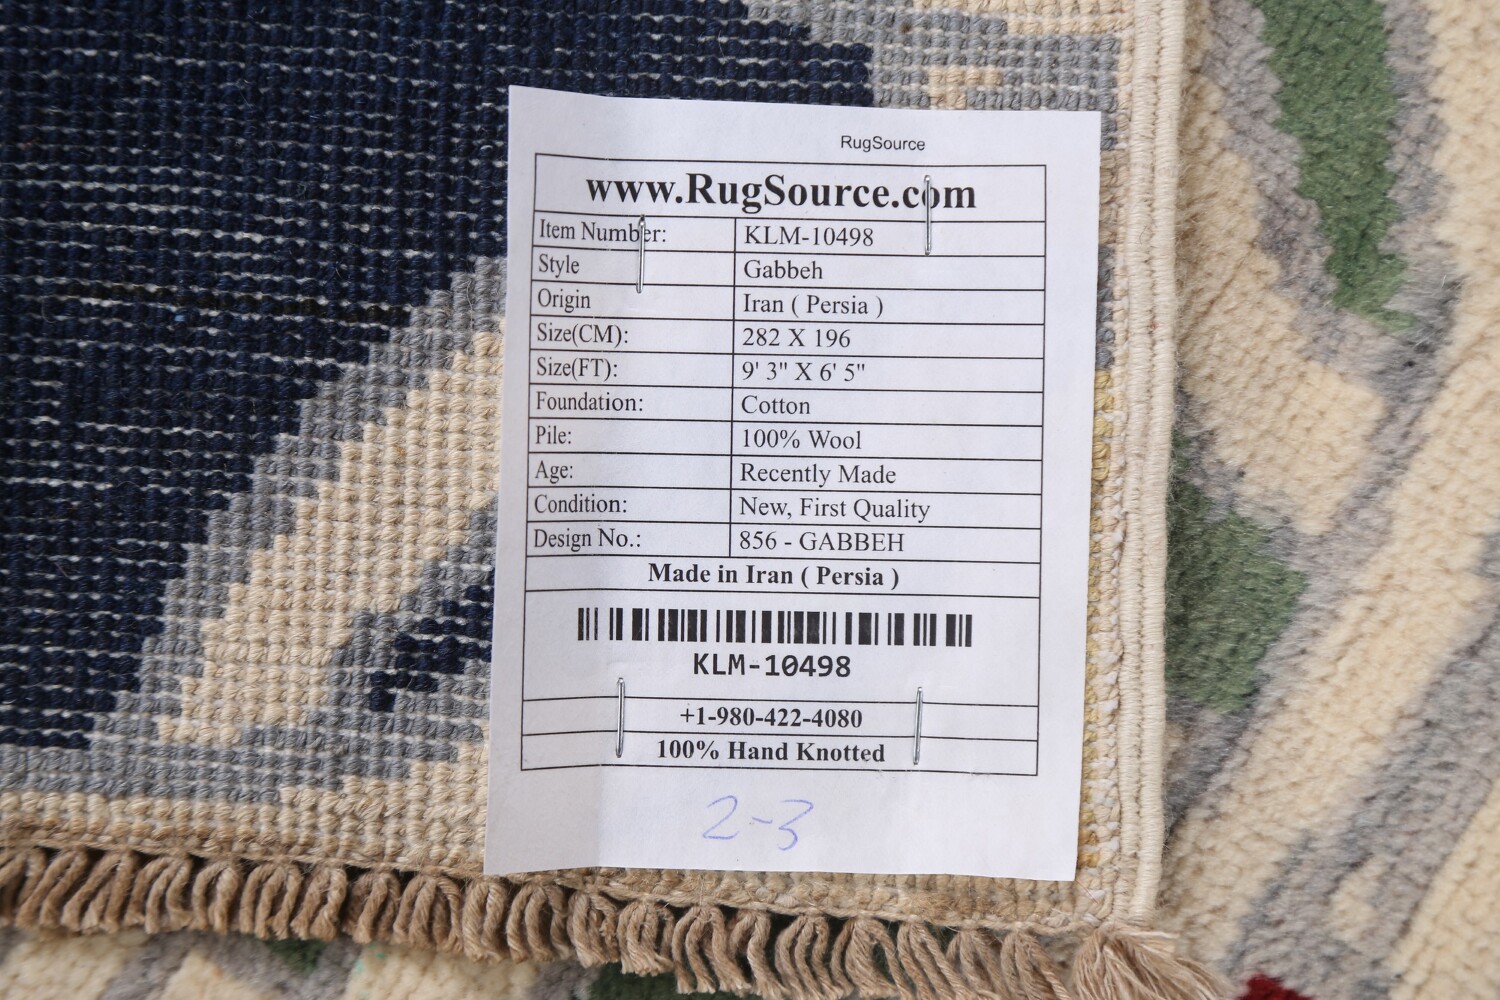 RugSource
www.RugSource.com
Item Number: KLM-10498
Style Gabbeh
Origin Iran ( Persia )
Size(CM): 282 X 196
Size(FT): 9' 3" X 6' 5"
Foundation: Cotton
Pile: 100% Wool
Age: Recently Made
Condition: New, First Quality
Design No.: 856 - GABBEH
Made in Iran ( Persia )
KLM-10498
+1-980-422-4080
100% Hand Knotted
2-3